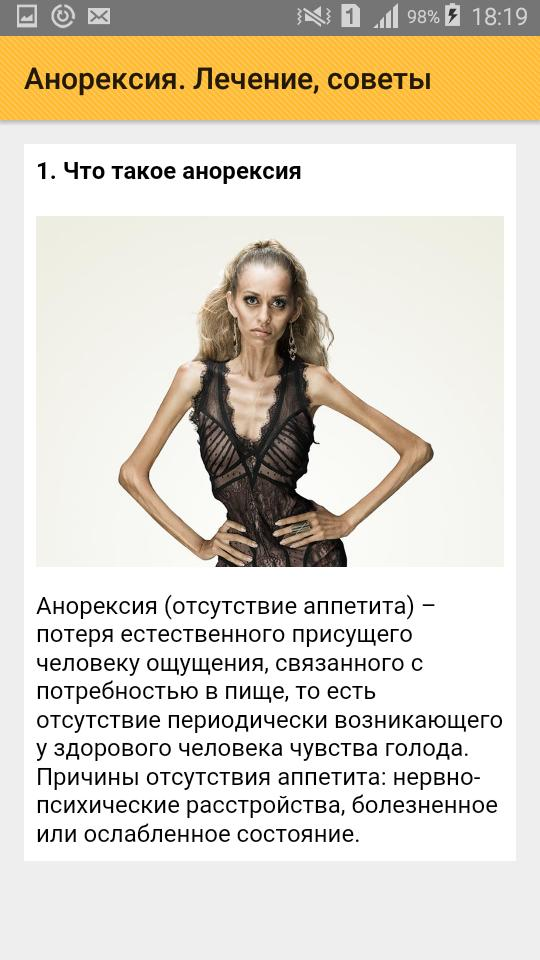 1 98% 18:19
Анорексия. Лечение, советы
1. Что такое анорексия
Анорексия (отсутствие аппетита) –
потеря естественного присущего
человеку ощущения, связанного с
потребностью в пище, то есть
отсутствие периодически возникающего
у здорового человека чувства голода.
Причины отсутствия аппетита: нервно-
психические расстройства, болезненное
или ослабленное состояние.